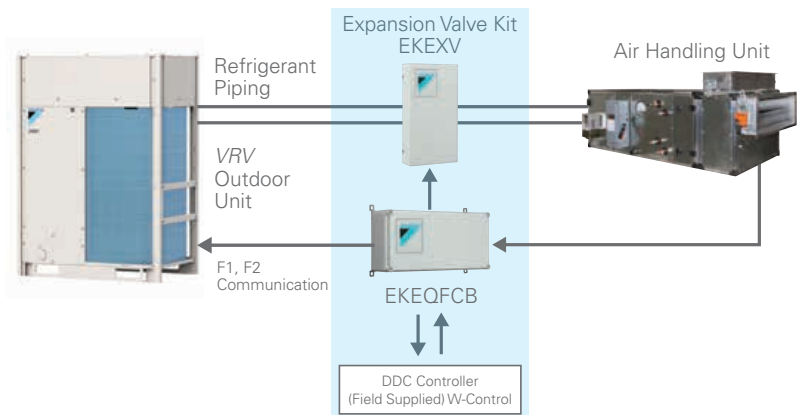 Expansion Valve Kit
EKEXV
Air Handling Unit
Refrigerant
Piping
VRV
Outdoor
Unit
F1, F2
Communication
EKEQFCB
DDC Controller
(Field Supplied) W-Control